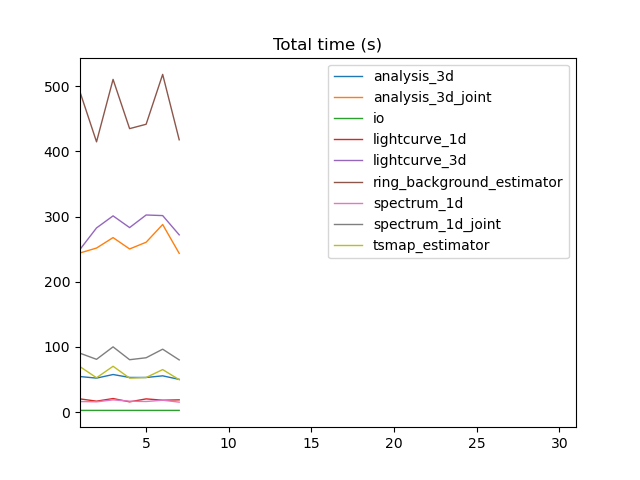 Total time (s)
500
400
300
200
100
0
5 10 15 20 25 30
analysis_3d
analysis_3d_joint
io
lightcurve_1d
lightcurve_3d
ring_background_estimator
spectrum_1d
spectrum_1d_joint
tsmap_estimator